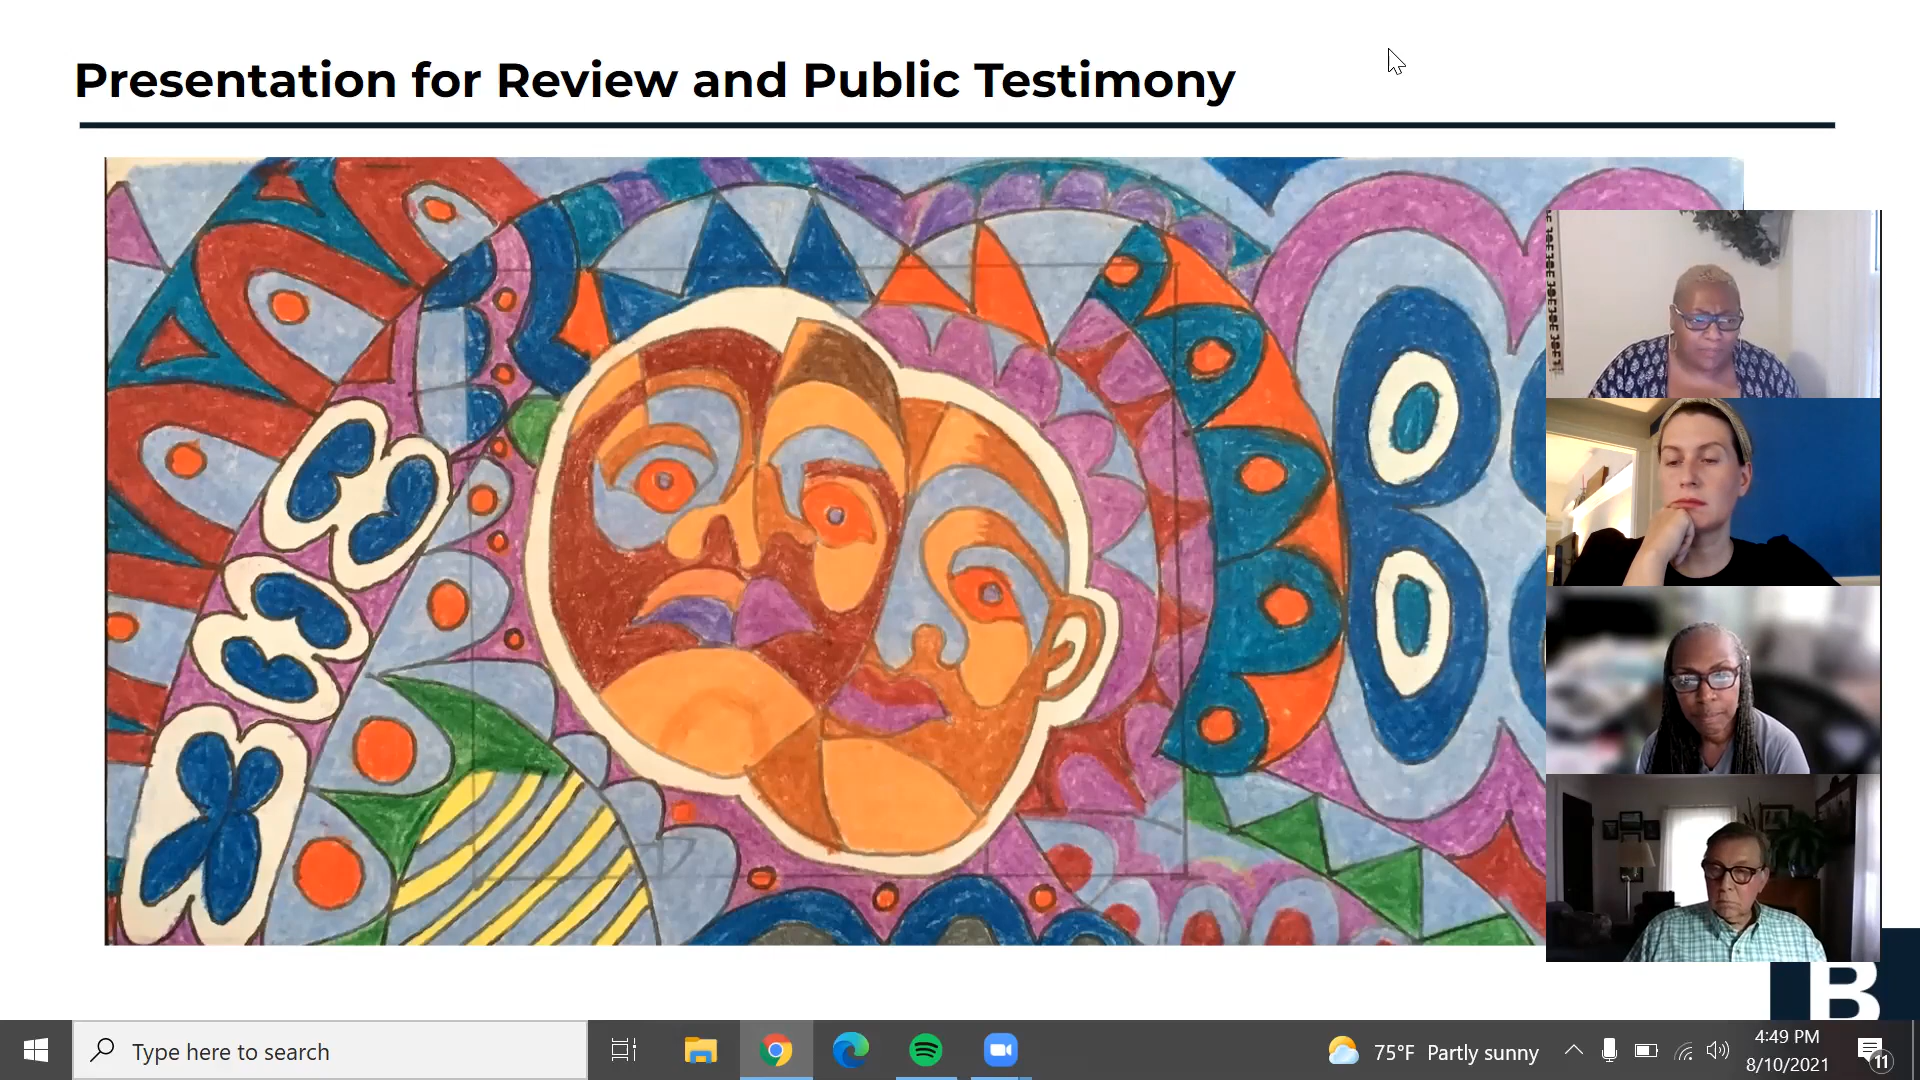 Presentation for Review and Public Testimony
B
Type here to search
75°F Partly sunny
4:49 PM
8/10/2021
11